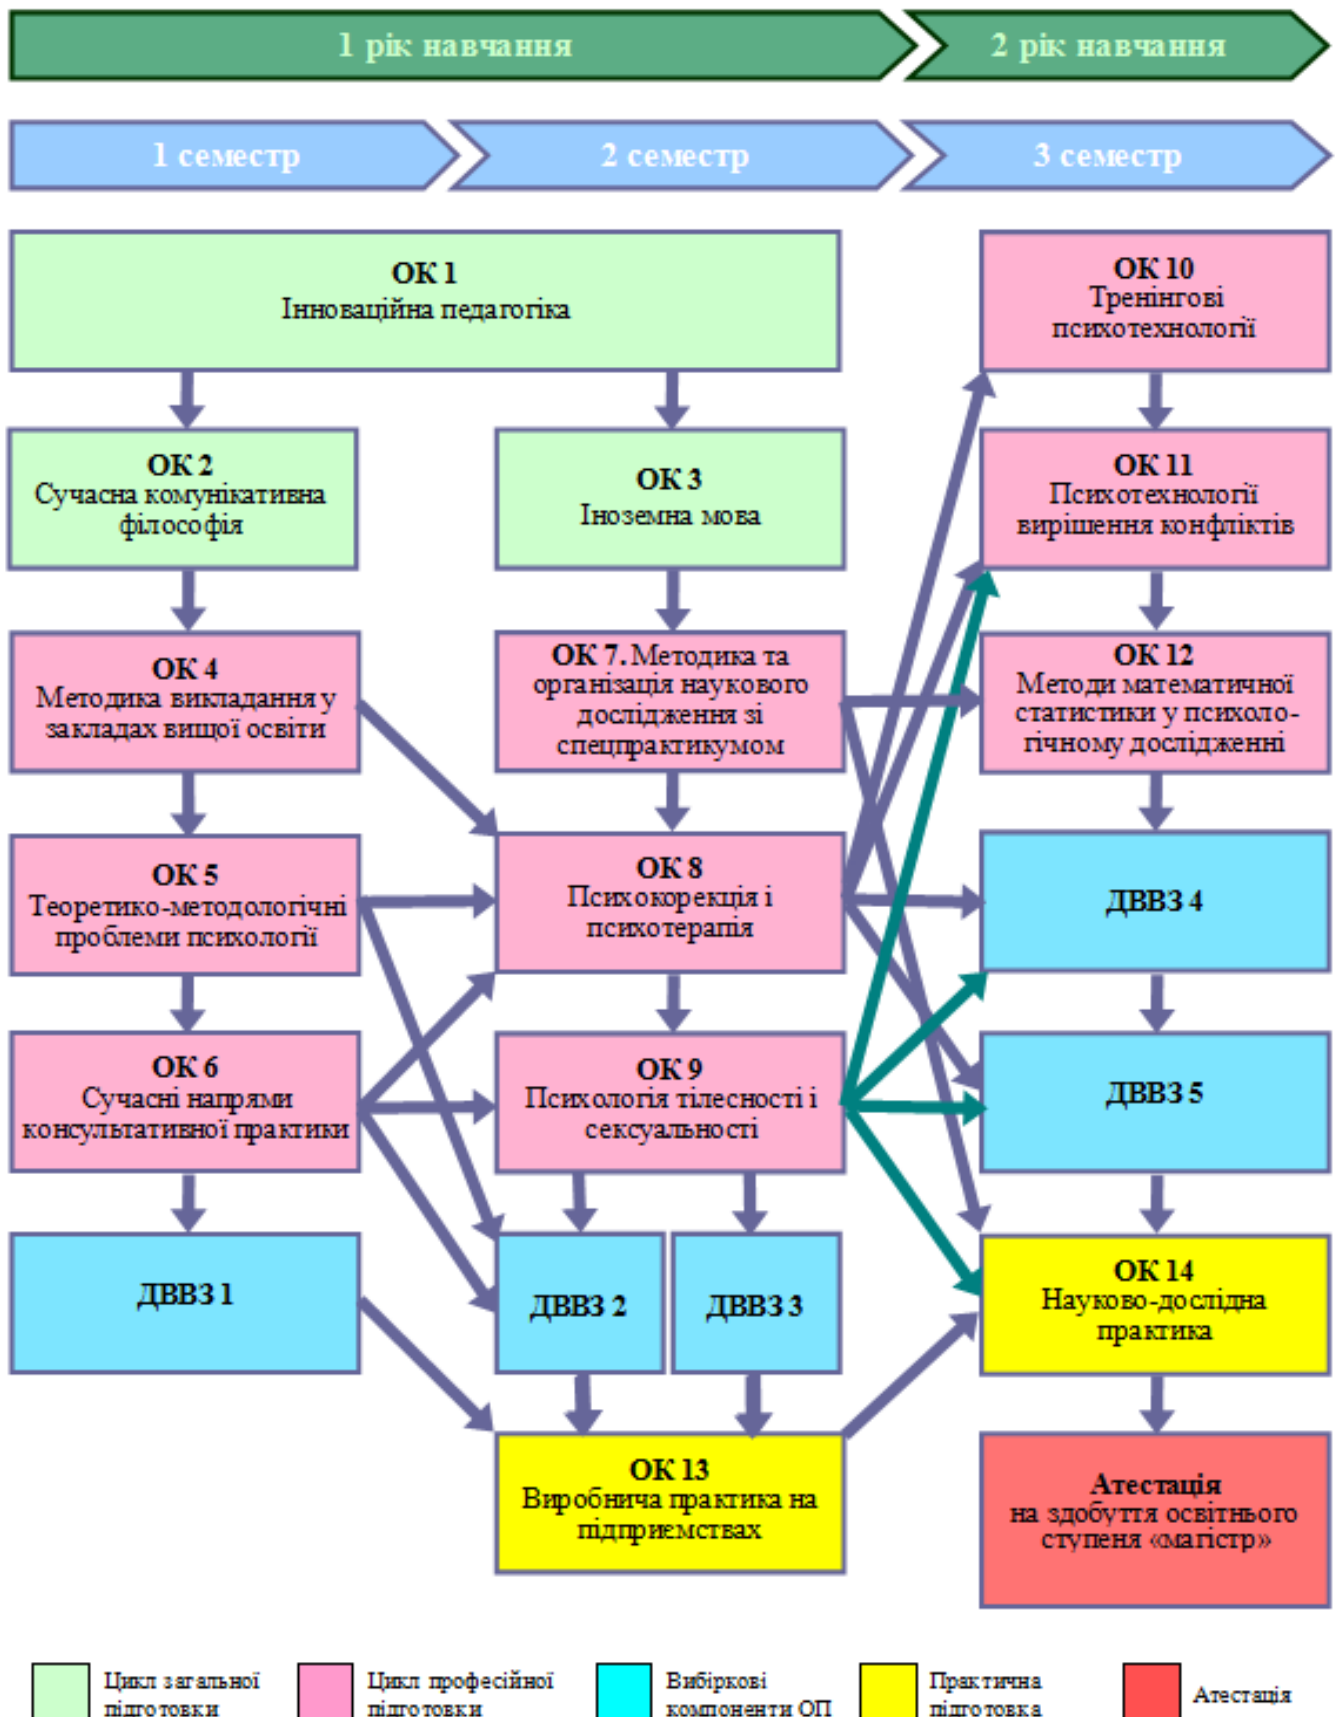 1 рік навчання
2 рік навчання
1 семестр
2 семестр
3 семестр
ОК 1
Інноваційна педагогіка
ОК 10
Тренінгові
психотехнології
ОК 2
Сучасна комунікативна
філософія
ОК 3
Іноземна мова
ОК 11
Психотехнології
вирішення конфліктів
ОК 4
Методика викладання у
закладах вищої освіти
ОК 7. Методика та
організація наукового
дослідження зі
спецпрактикумом
ОК 12
Методи математичної
статистики у психоло-
гічному дослідженні
ОК 5
Теоретико-методологічні
проблеми психології
ОК 8
Психокорекція і
психотерапія
ДВВЗ 4
ОК 6
Сучасні напрями
консультативної практики
ОК 9
Психологія тілесності і
сексуальності
ДВВЗ 5
ДВВЗ 1
ДВВЗ 2
ДВВЗ 3
ОК 14
Науково-дослідна
практика
ОК 13
Виробнича практика на
підприємствах
Атестація
на здобуття освітнього
ступеня «магістр»
Цикл загальної
підготовки
Цикл професійної
підготовки
Вибіркові
компоненти ОП
Практична
підготовка
Атестація